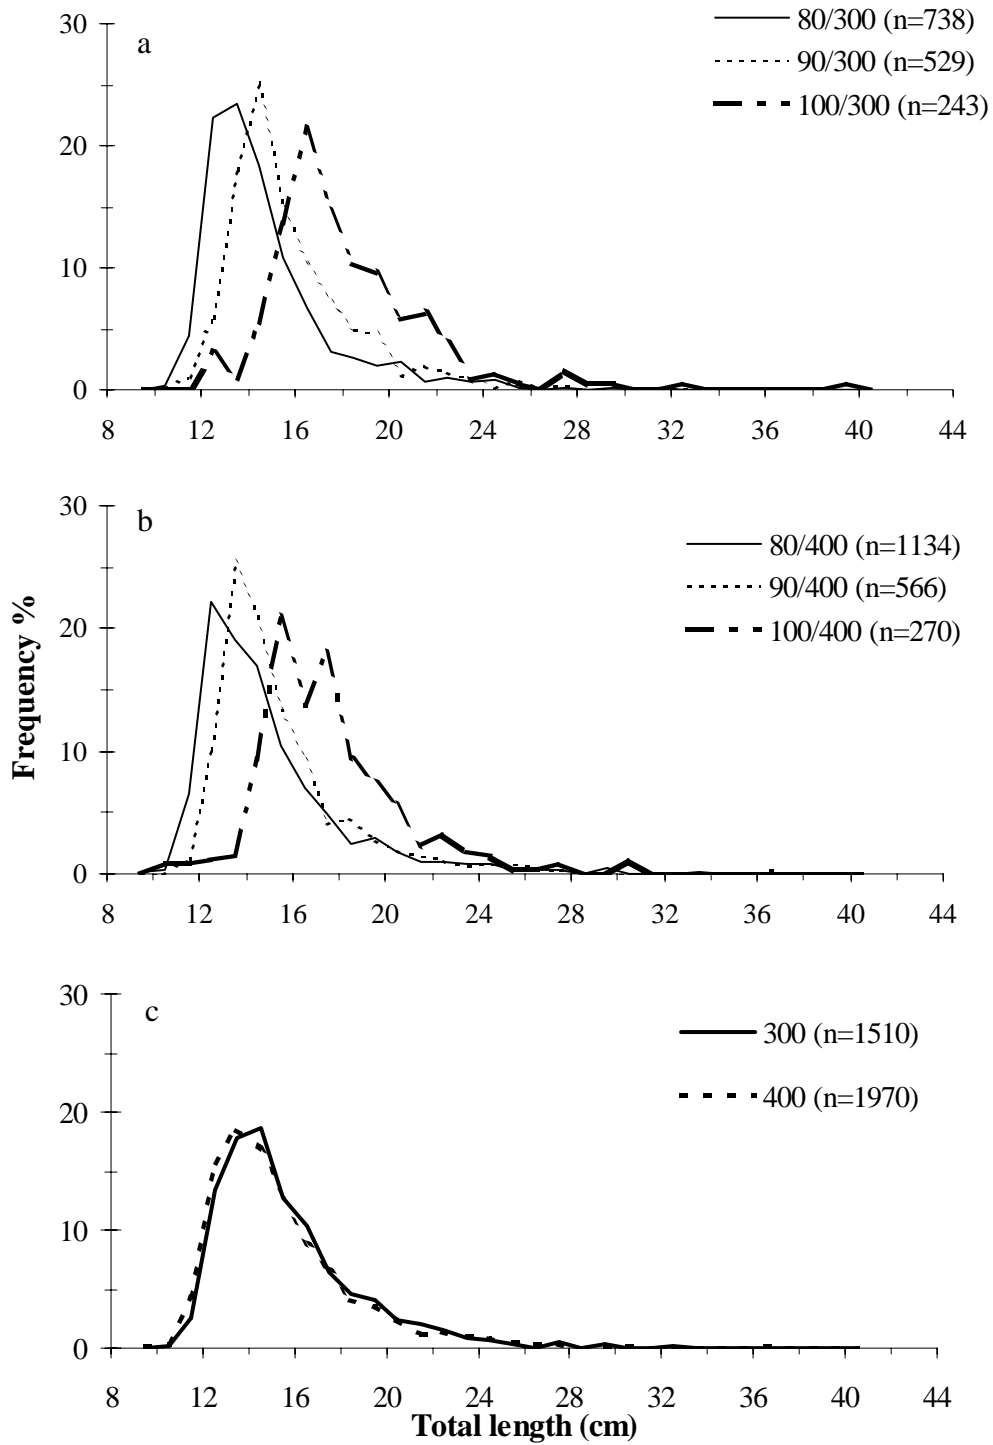 30
a
80/300 (n=738)
90/300 (n=529)
100/300 (n=243)
20
10
0
8 12 16 20 24 28 32 36 40 44
30
b
80/400 (n=1134)
90/400 (n=566)
100/400 (n=270)
20
10
0
8 12 16 20 24 28 32 36 40 44
Frequency %
30
c
300 (n=1510)
400 (n=1970)
20
10
0
8 12 16 20 24 28 32 36 40 44
Total length (cm)